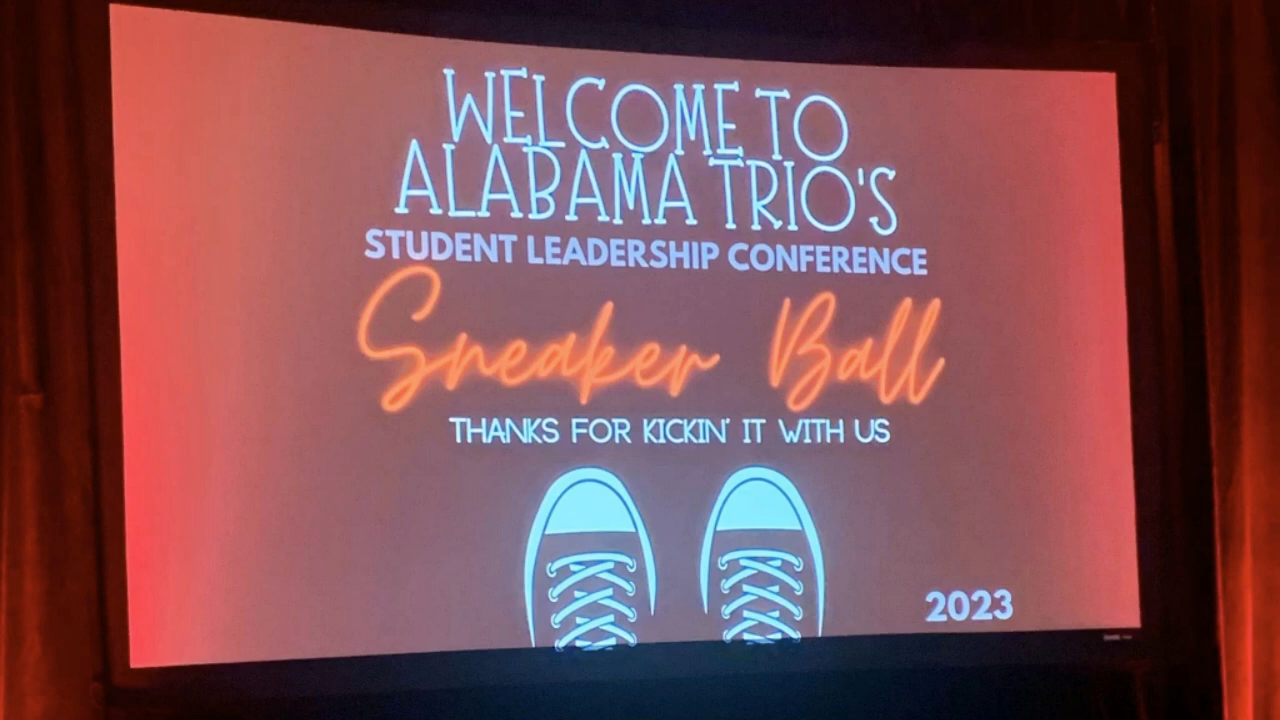 WELCOME TO
ALABAMA TRIO'S
STUDENT LEADERSHIP CONFERENCE
Sneaker Ball
THANKS FOR KICKIN' IT WITH US
2023